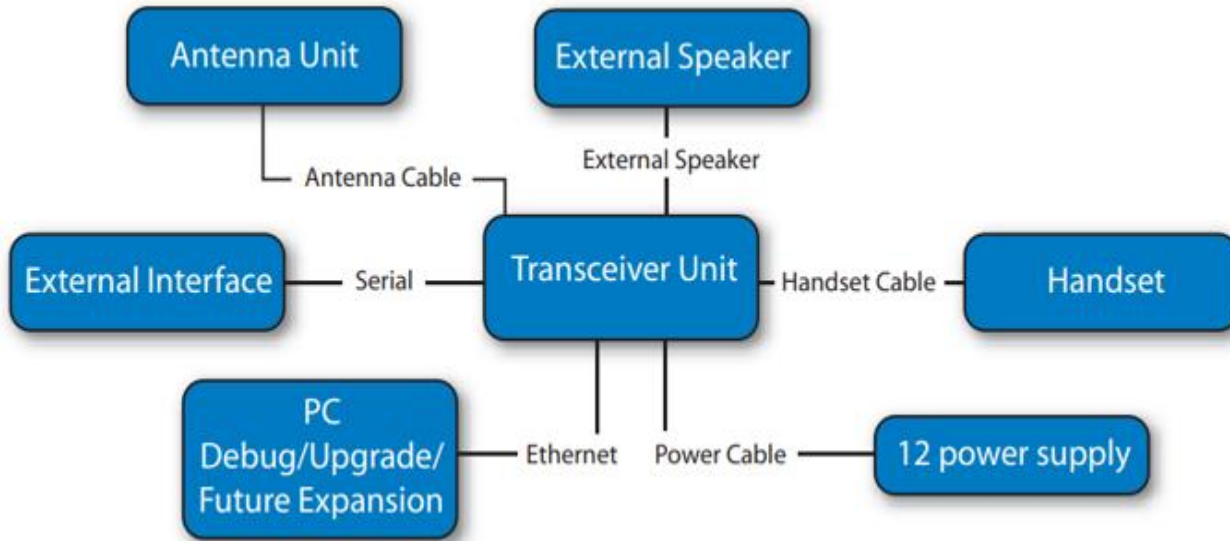 Antenna Unit
External Speaker
External Speaker
Antenna Cable
External Interface
Serial
Transceiver Unit
Handset Cable
Handset
PC
Debug/Upgrade/
Future Expansion
Ethernet
Power Cable
12 power supply